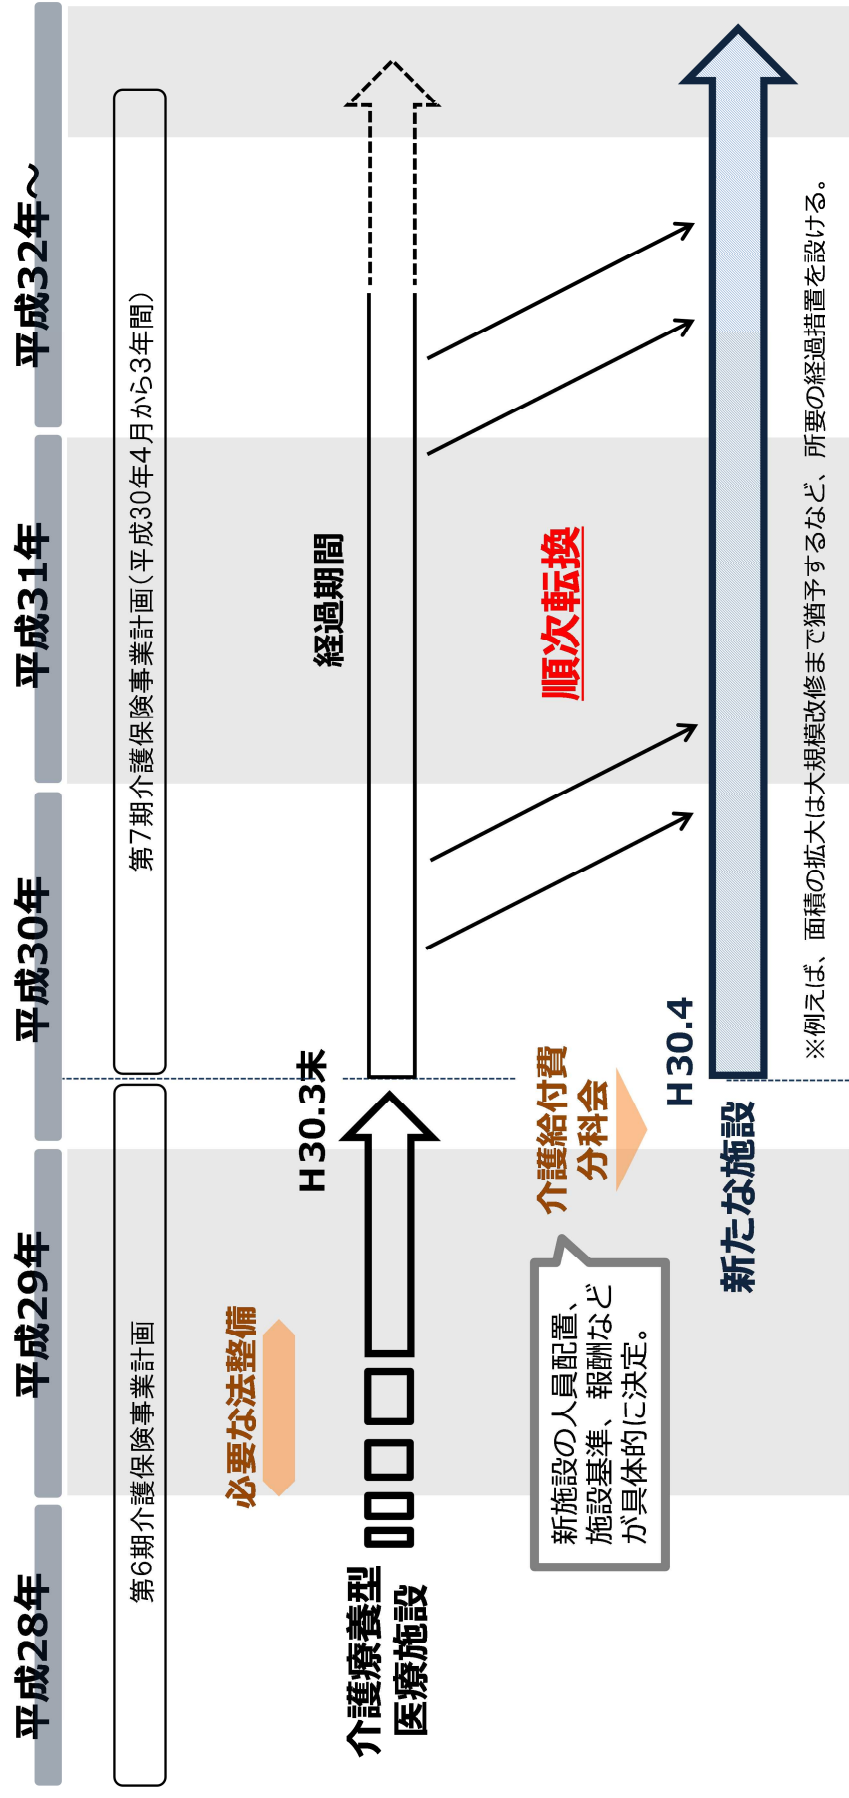 平成28年
平成29年
平成30年
平成31年
平成32年～
第6期介護保険事業計画
第7期介護保険事業計画（平成30年4月から3年間）
必要な法整備
H30.3末
経過期間
介護療養型
医療施設
順次転換
介護給付費
分科会
新施設の人員配置、
施設基準、報酬など
が具体的に決定。
H30.4
新たな施設
※例えば、面積の拡大は大規模改修まで猶予するなど、所要の経過措置を設ける。